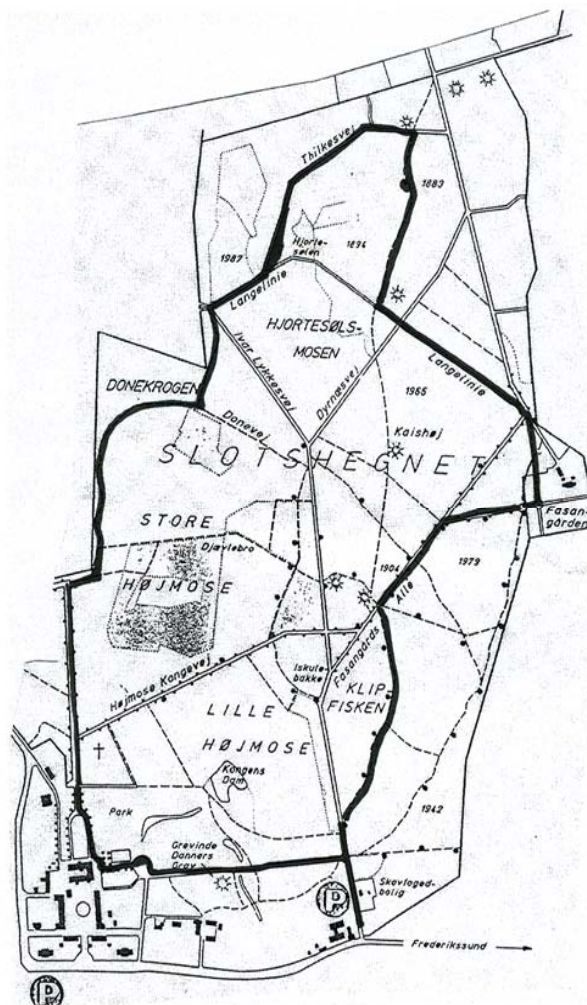 Thilkesvej
1883
1987
Hjorte-
sølen
1894
Langelinie
HJORTESØLS-
MOSEN
Ivar Lykkesvej
Dyrnæsvej
Langelinie
DONEKROGEN
1965
Donevej
Kaishøj
SLOTSHEGNET
STORE
Fasan-
gården
Djævlebro
HØJMOSE
1904
1979
Fasangårds Allé
Iskule-
bakke
KLIP
FISKEN
Højmose Kongevej
LILLE
HØJMOSE
Kongens
Dam
1942
Park
Grevinde
Danners
Grav
Skovfoged-
bolig
P
Frederikssund
P